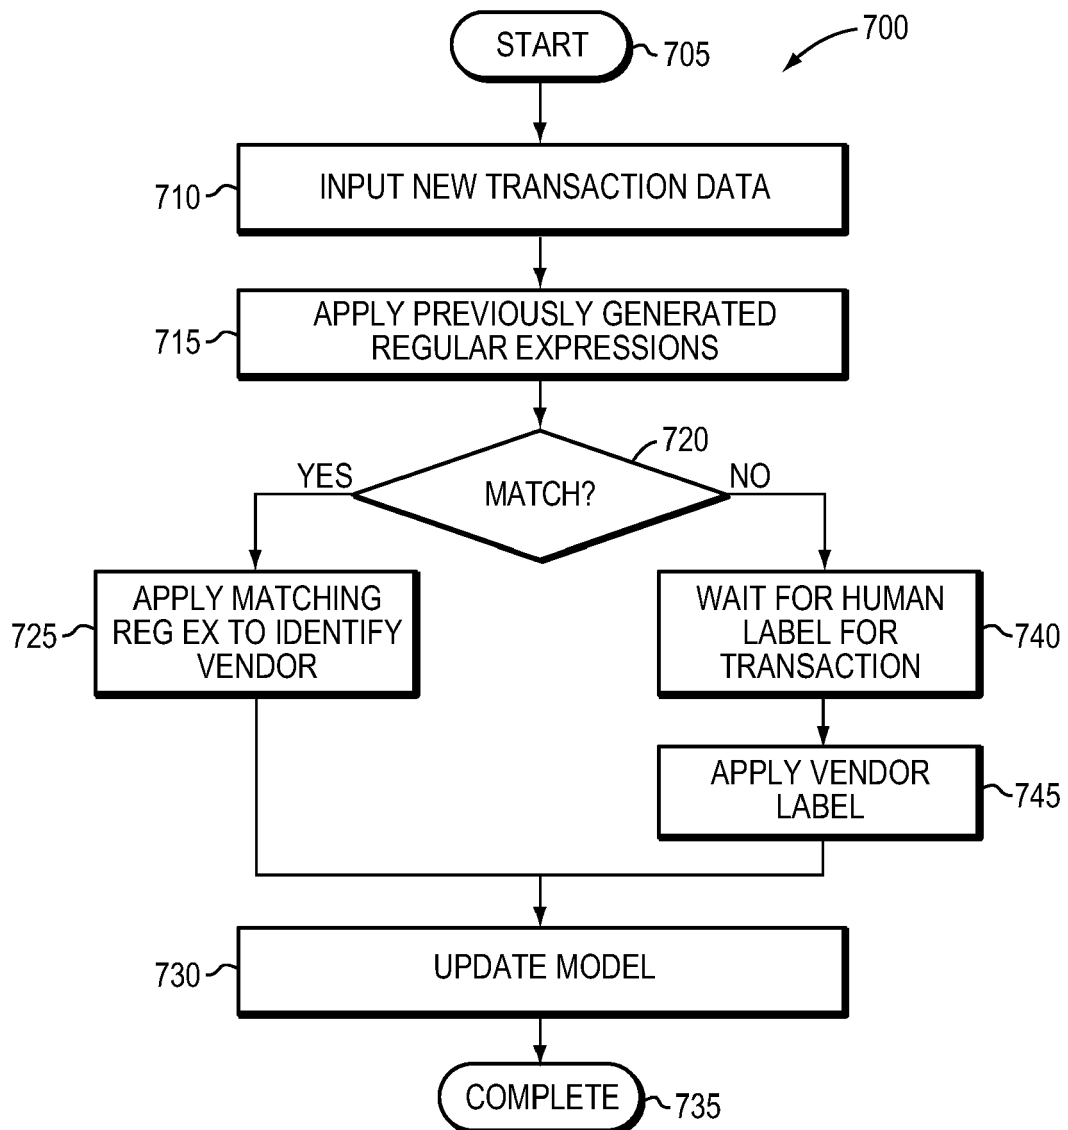 START
705
700
710
INPUT NEW TRANSACTION DATA
715
APPLY PREVIOUSLY GENERATED
REGULAR EXPRESSIONS
720
YES
MATCH?
NO
725
APPLY MATCHING
REG EX TO IDENTIFY
VENDOR
WAIT FOR HUMAN
LABEL FOR
TRANSACTION
740
APPLY VENDOR
LABEL
745
730
UPDATE MODEL
COMPLETE
735